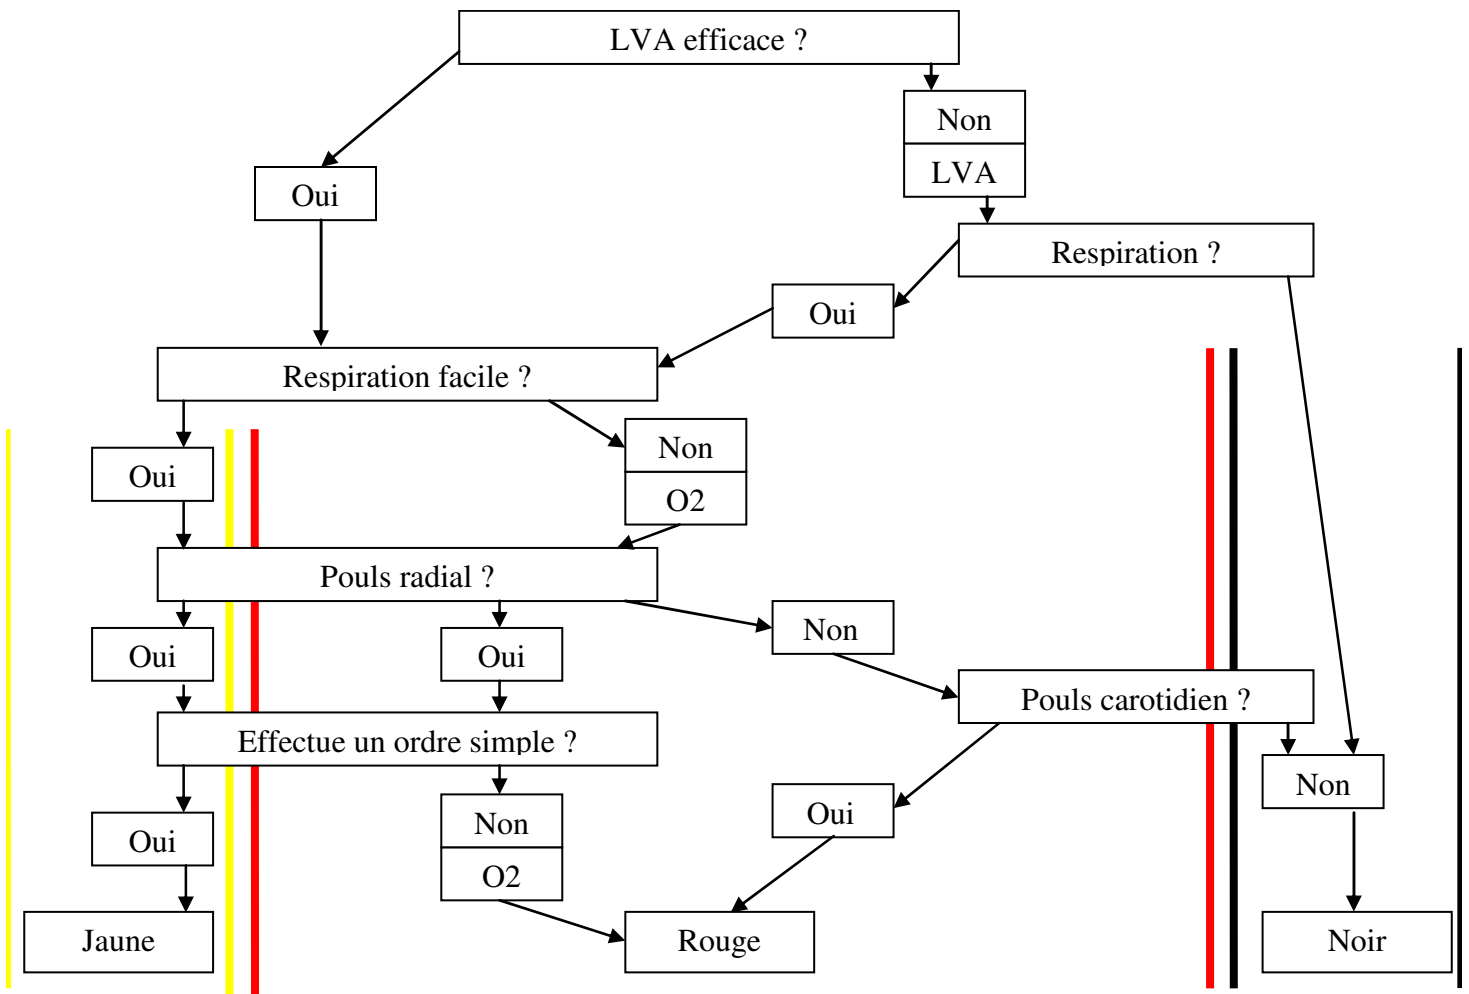 LVA efficace ?
Non
LVA
Oui
Respiration ?
Oui
Respiration facile ?
Non
Oui
O2
Pouls radial ?
Non
Oui
Oui
Pouls carotidien ?
Effectue un ordre simple ?
Non
Oui
Non
Oui
O2
Jaune
Rouge
Noir